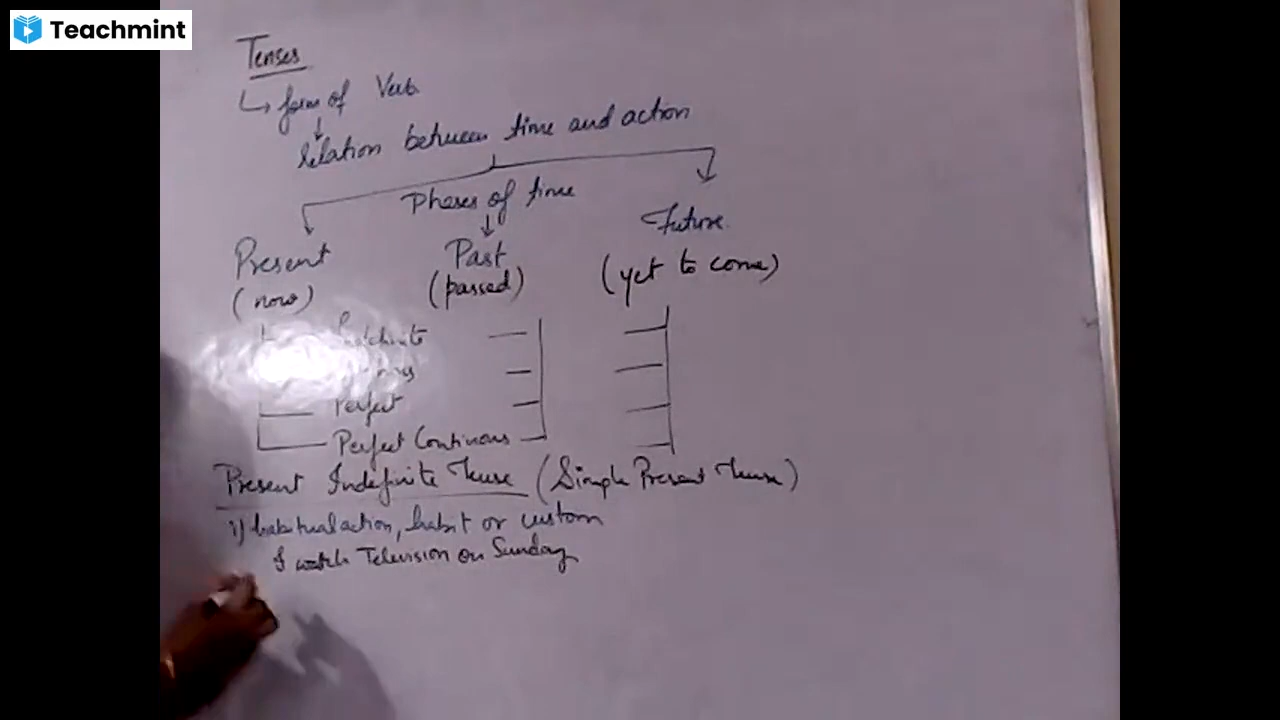 Teachmint
Tenses
form of Verb
Relation between time and action
Phases of time
Present Past Future
(now) (passed) (yet to come)
Indefinite
Perfect
Perfect Continous
Present Indefinite Tense (Simple Present Tense)
1) habitual action, habit or custom
I watch Television on Sunday